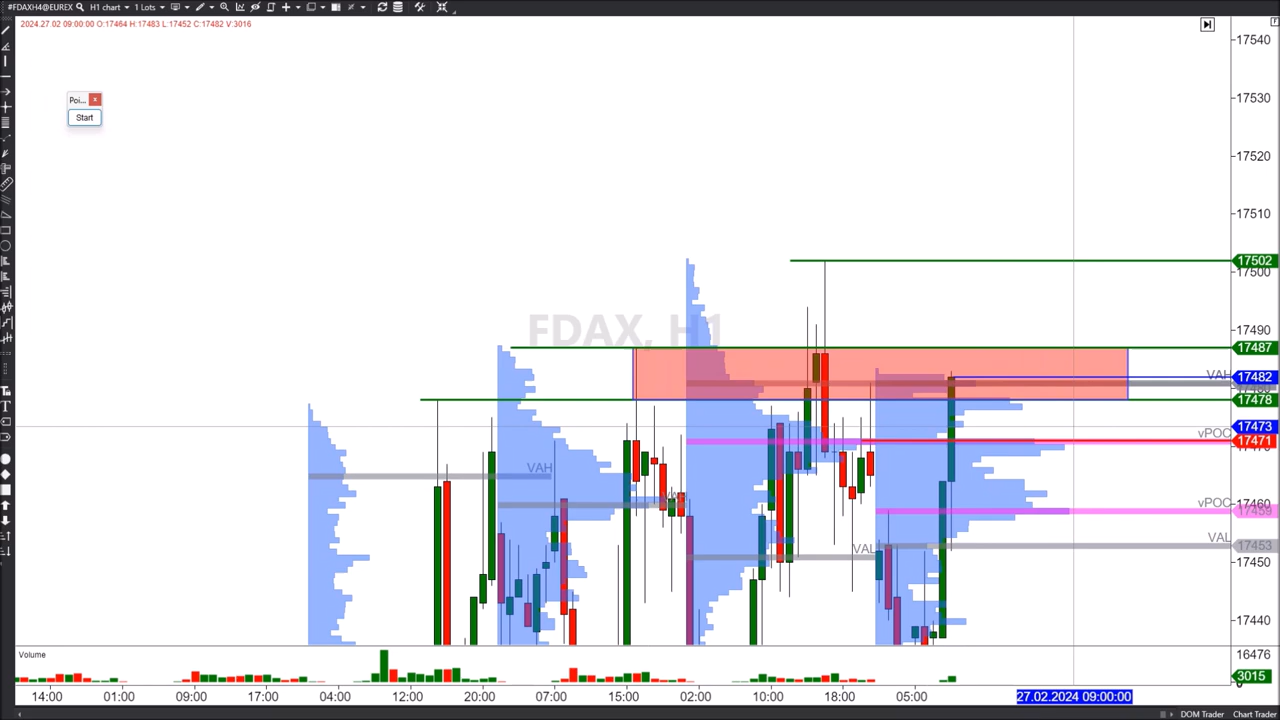 #FDAXH4@EUREX H1 chart 1 Lots
2024.27.02 09:00:00 O:17464 H:17483 L:17452 C:17482 V:3016
Poi... x
Start
FDAX, H1
17540
17530
17520
17510
17502
17500
17490
17487
VAH
17482
17478
17473
vPOC
17471
VAH
vPOC
17460
17459
VAL
VAL
17453
17450
17440
Volume
16476
3015
0
14:00 01:00 09:00 17:00 04:00 12:00 20:00 07:00 15:00 02:00 10:00 18:00 05:00 27.02.2024 09:00:00
DOM Trader Chart Trader